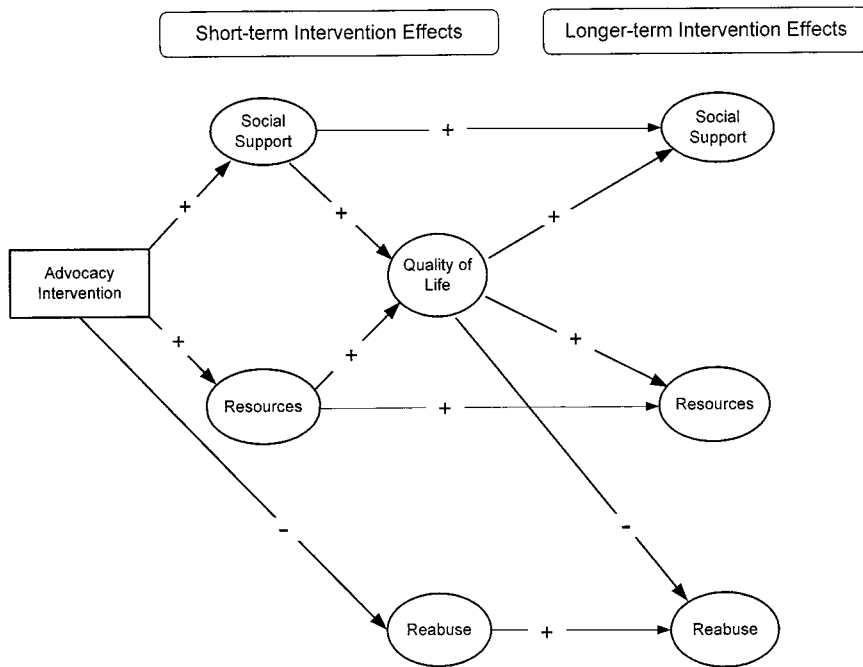 Short-term Intervention Effects
Longer-term Intervention Effects
Social
Support
+
Social
Support
+
+
+
Advocacy
Intervention
Quality of
Life
+
+
+
Resources
+
Resources
-
-
Reabuse
+
Reabuse